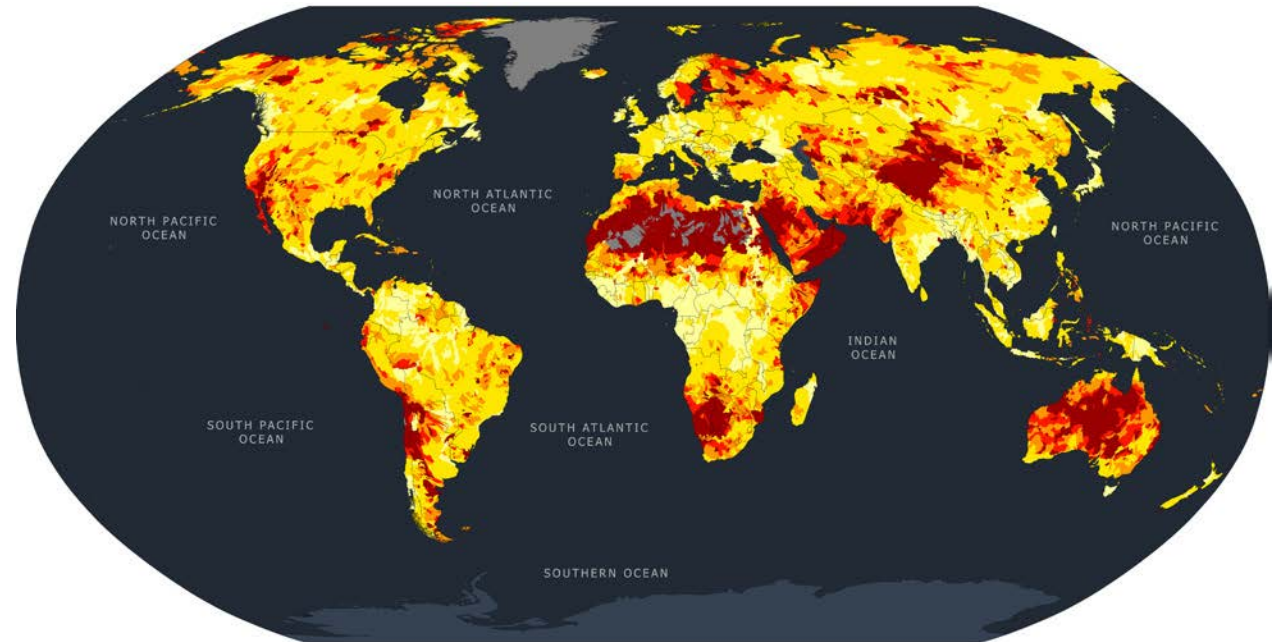 NORTH ATLANTIC
OCEAN
NORTH PACIFIC
OCEAN
NORTH PACIFIC
OCEAN
INDIAN
OCEAN
SOUTH PACIFIC
OCEAN
SOUTH ATLANTIC
OCEAN
SOUTHERN OCEAN